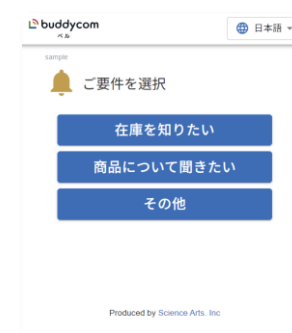 buddycom
ベル
日本語
sample
ご要件を選択
在庫を知りたい
商品について聞きたい
その他
Produced by Science Arts. Inc